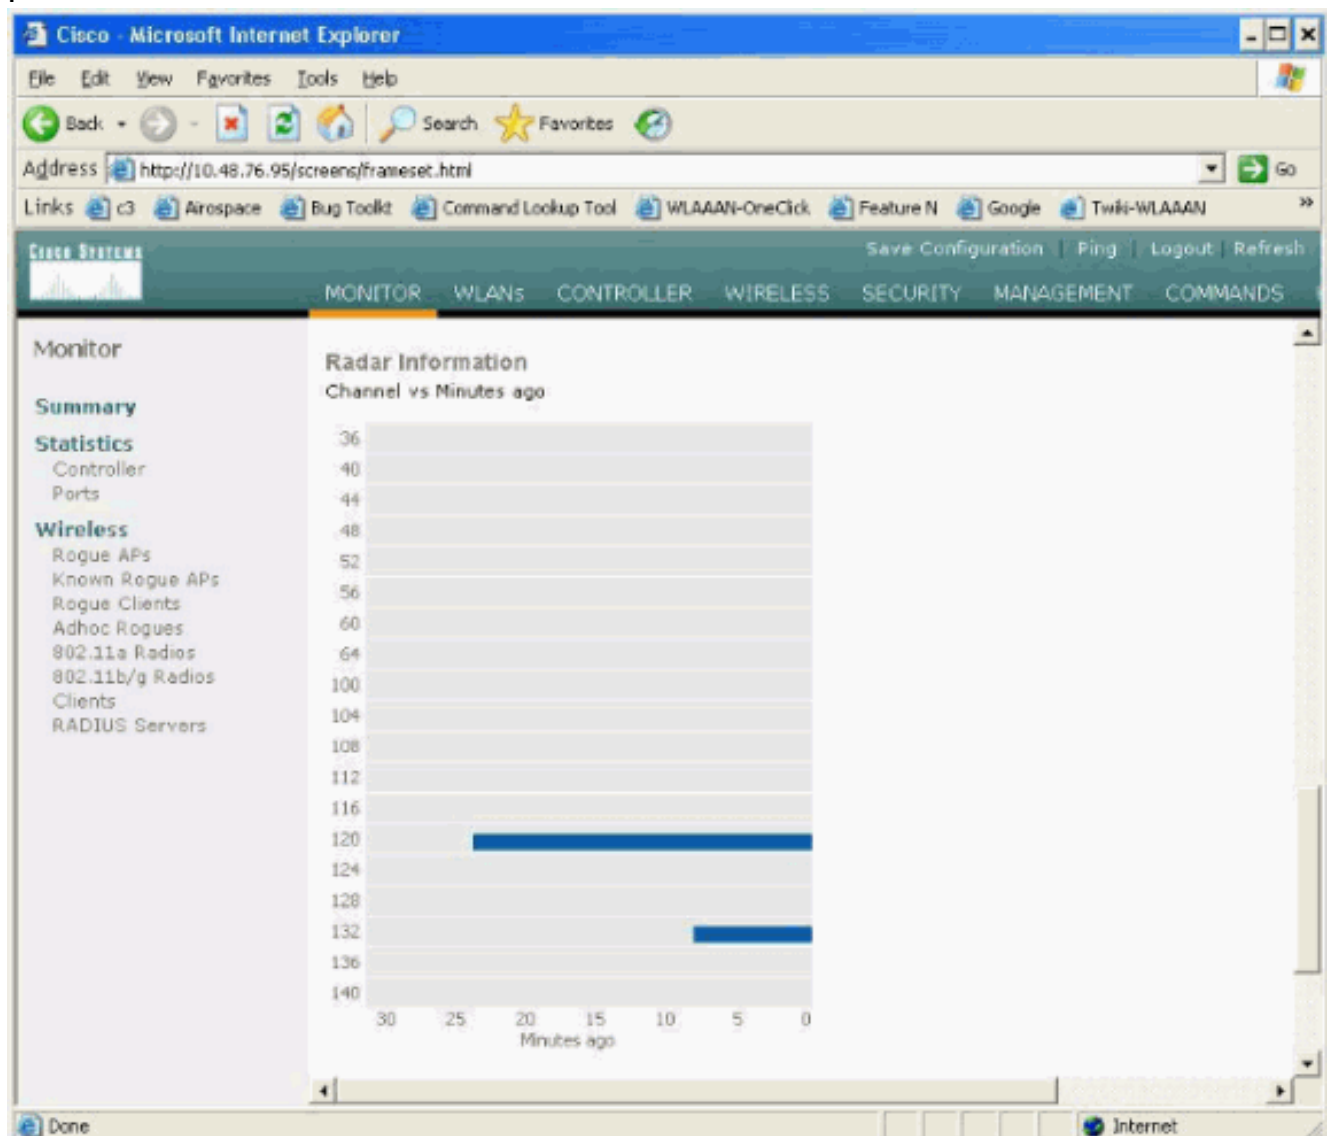 Cisco - Microsoft Internet Explorer
File Edit View Favorites Tools Help
Back Search Favorites
Address http://10.48.76.95/screens/frameset.html Go
Links c3 Airospace Bug Toolkit Command Lookup Tool WLAAAN-OneClick Feature N Google Twiki-WLAAAN »
Cisco Systems
Save Configuration | Ping | Logout | Refresh
MONITOR WLANs CONTROLLER WIRELESS SECURITY MANAGEMENT COMMANDS
Monitor
Summary
Statistics
Controller
Ports
Wireless
Rogue APs
Known Rogue APs
Rogue Clients
Adhoc Rogues
802.11a Radios
802.11b/g Radios
Clients
RADIUS Servers
Radar Information
Channel vs Minutes ago
36
40
44
48
52
56
60
64
100
104
108
112
116
120
124
128
132
136
140
30 25 20 15 10 5 0
Minutes ago
Done Internet